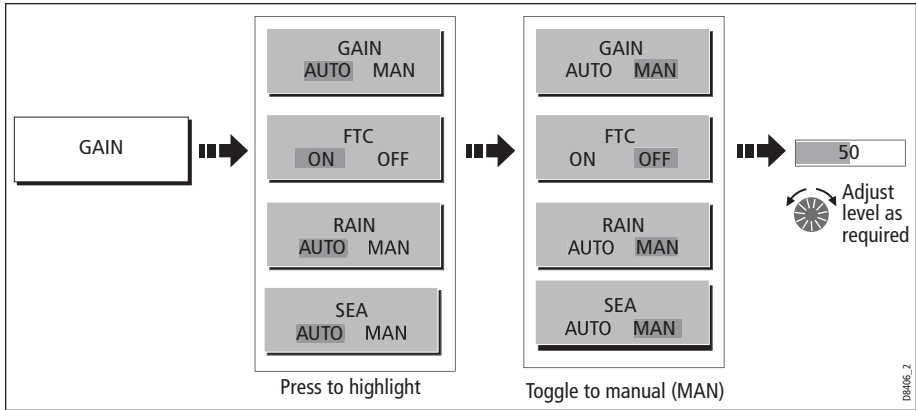 GAIN
GAIN
AUTO MAN
FTC
ON OFF
RAIN
AUTO MAN
SEA
AUTO MAN
Press to highlight
GAIN
AUTO MAN
FTC
ON OFF
RAIN
AUTO MAN
SEA
AUTO MAN
Toggle to manual (MAN)
50
Adjust
level as
required
D8406_2